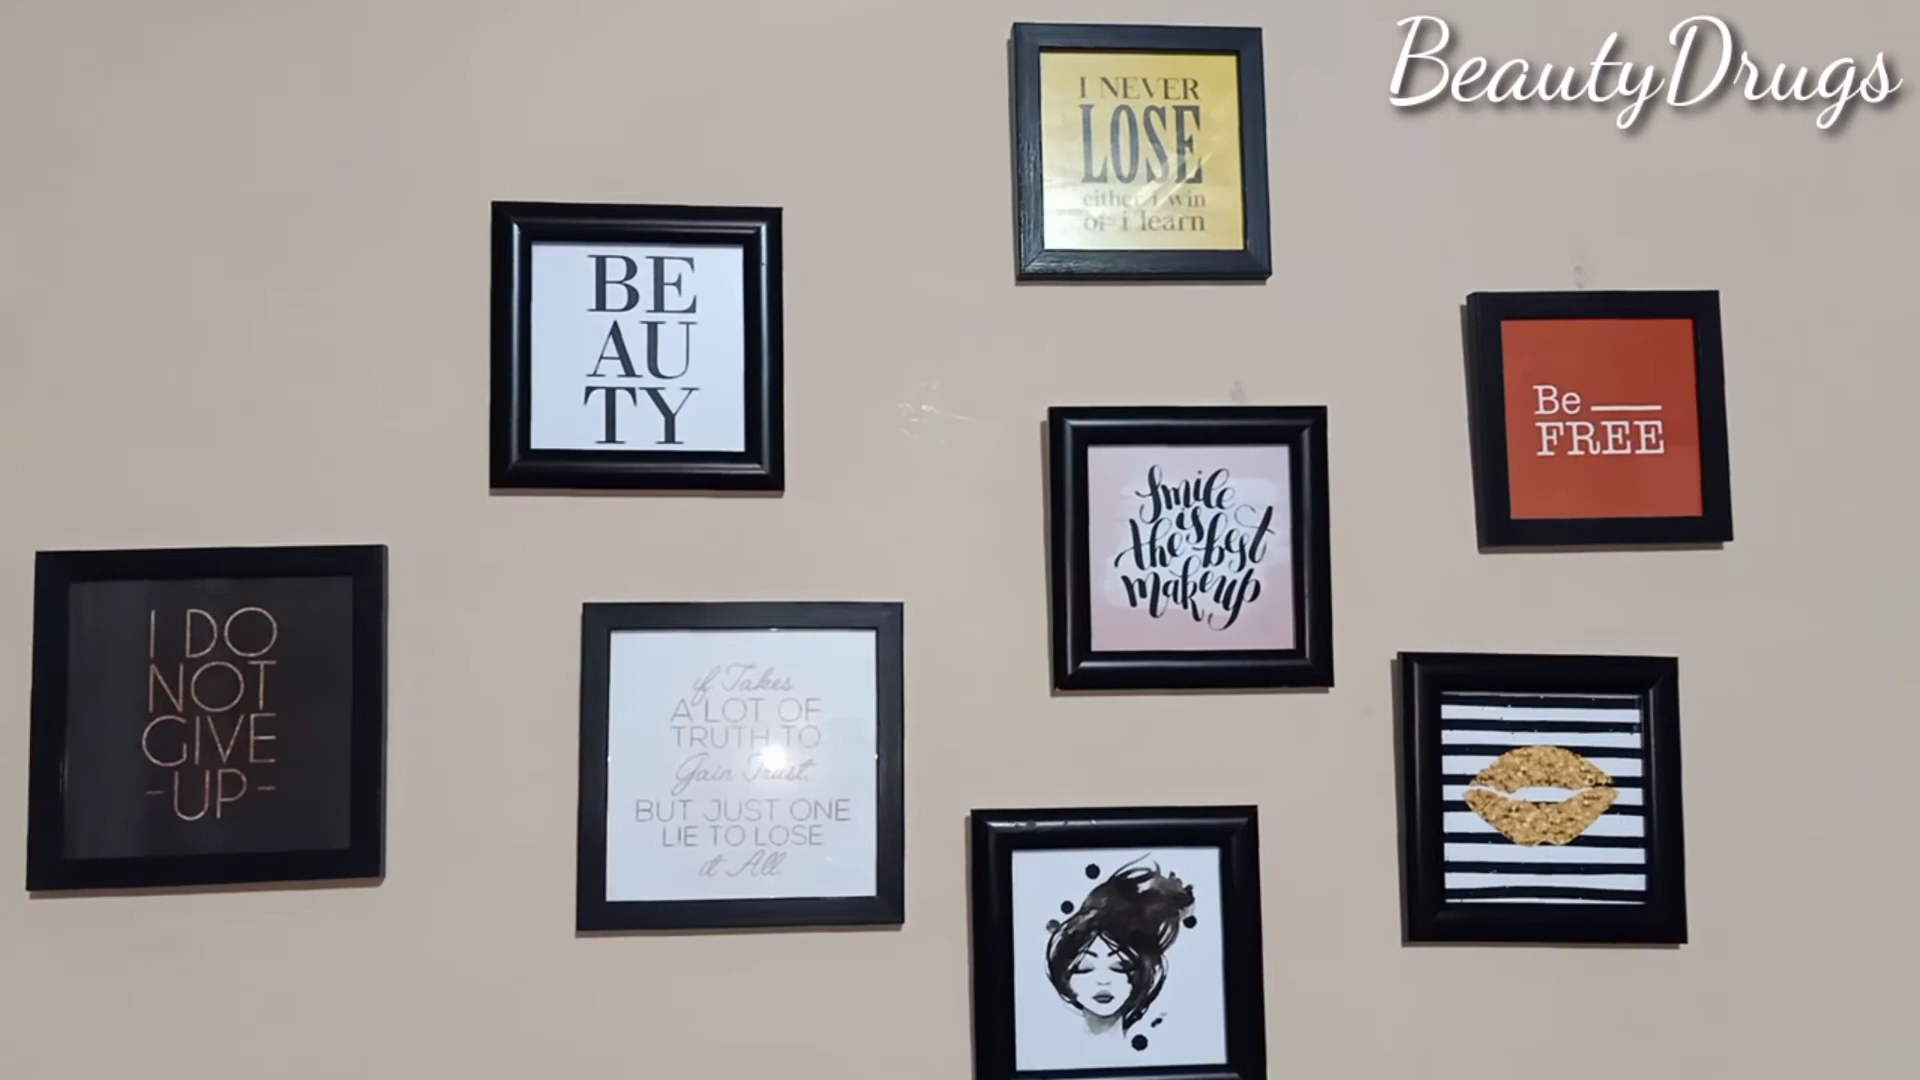 BeautyDrugs
I NEVER
LOSE
either i win
or i learn
BE
AU
TY
Be
FREE
Smile
is
the best
makeup
I DO
NOT
GIVE
-UP-
if Takes
A LOT OF
TRUTH TO
Gain Trust.
BUT JUST ONE
LIE TO LOSE
it All.